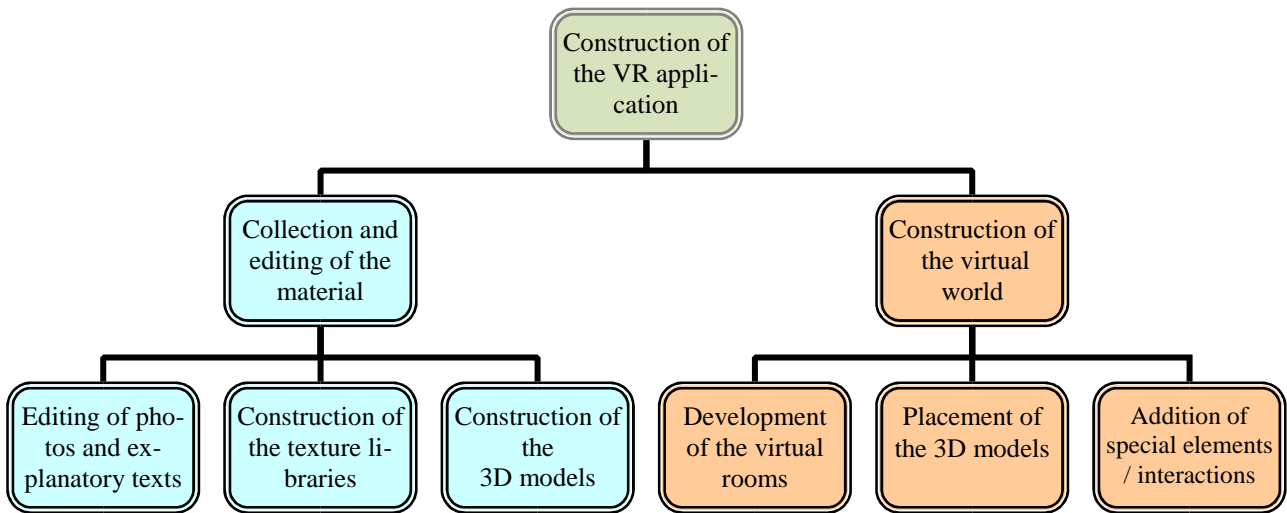 Construction of
the VR appli-
cation
Collection and
editing of the
material
Construction of
the virtual
world
Editing of pho-
tos and ex-
planatory texts
Construction of
the texture li-
braries
Construction of
the
3D models
Development
of the virtual
rooms
Placement of
the 3D models
Addition of
special elements
/ interactions